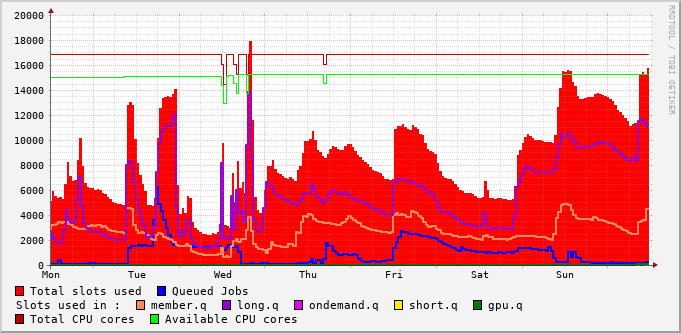 RRDTOOL / TOBI OETIKER
20000
18000
16000
14000
12000
10000
8000
6000
4000
2000
0
Mon Tue Wed Thu Fri Sat Sun
Total slots used Queued Jobs
Slots used in : member.q long.q ondemand.q short.q gpu.q
Total CPU cores Available CPU cores